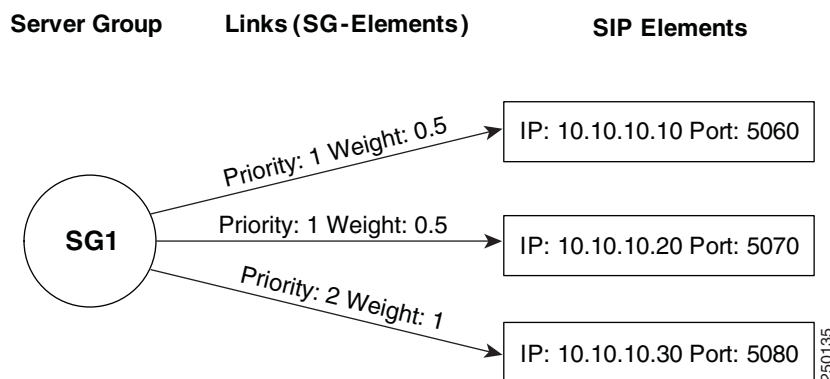 Server Group
Links (SG-Elements)
SIP Elements
Priority: 1 Weight: 0.5
IP: 10.10.10.10 Port: 5060
SG1
Priority: 1 Weight: 0.5
IP: 10.10.10.20 Port: 5070
Priority: 2 Weight: 1
IP: 10.10.10.30 Port: 5080
250135